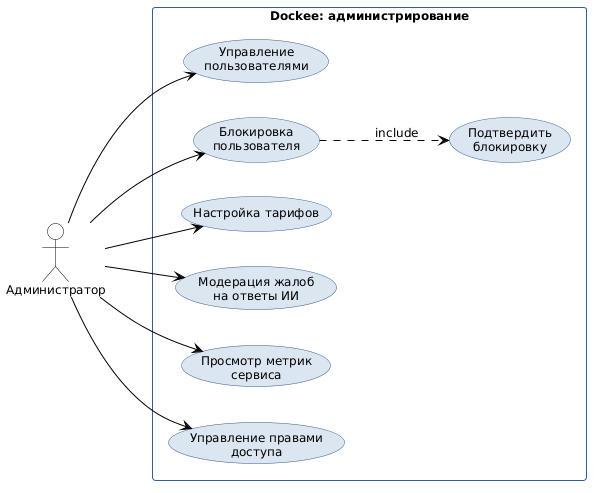 Dockee: администрирование
Управление
пользователями
Блокировка
пользователя
include
Подтвердить
блокировку
Настройка тарифов
Администратор
Модерация жалоб
на ответы ИИ
Просмотр метрик
сервиса
Управление правами
доступа